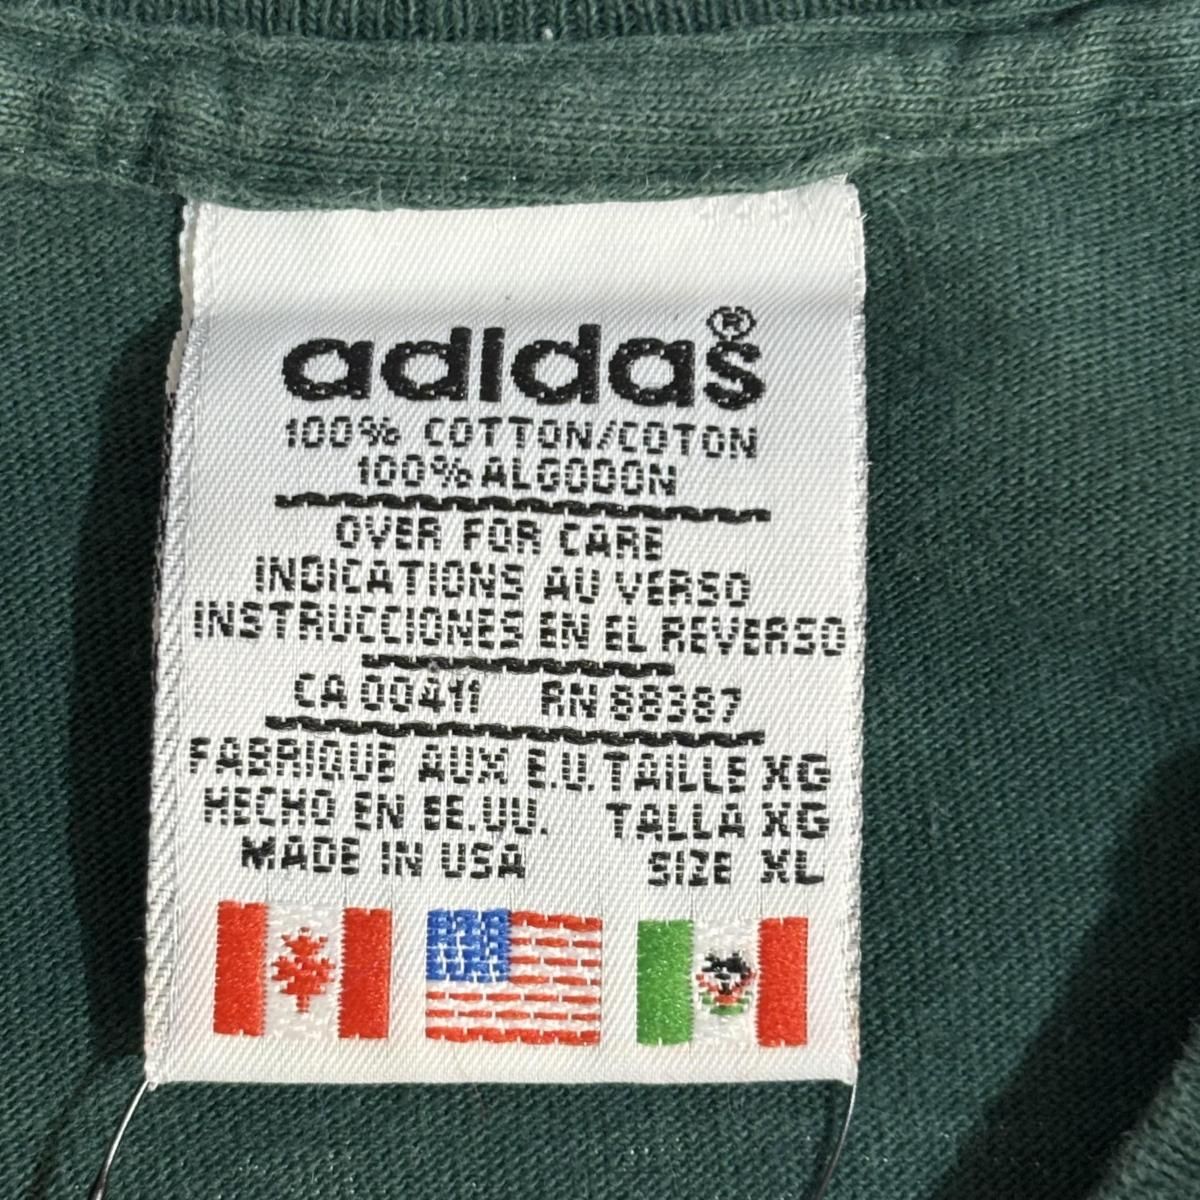 adidas®
100% COTTON/COTON
100% ALGODON
OVER FOR CARE
INDICATIONS AU VERSO
INSTRUCCIONES EN EL REVERSO
CA 00411 RN 88387
FABRIQUE AUX E.U. TAILLE XG
HECHO EN EE.UU. TALLA XG
MADE IN USA SIZE XL